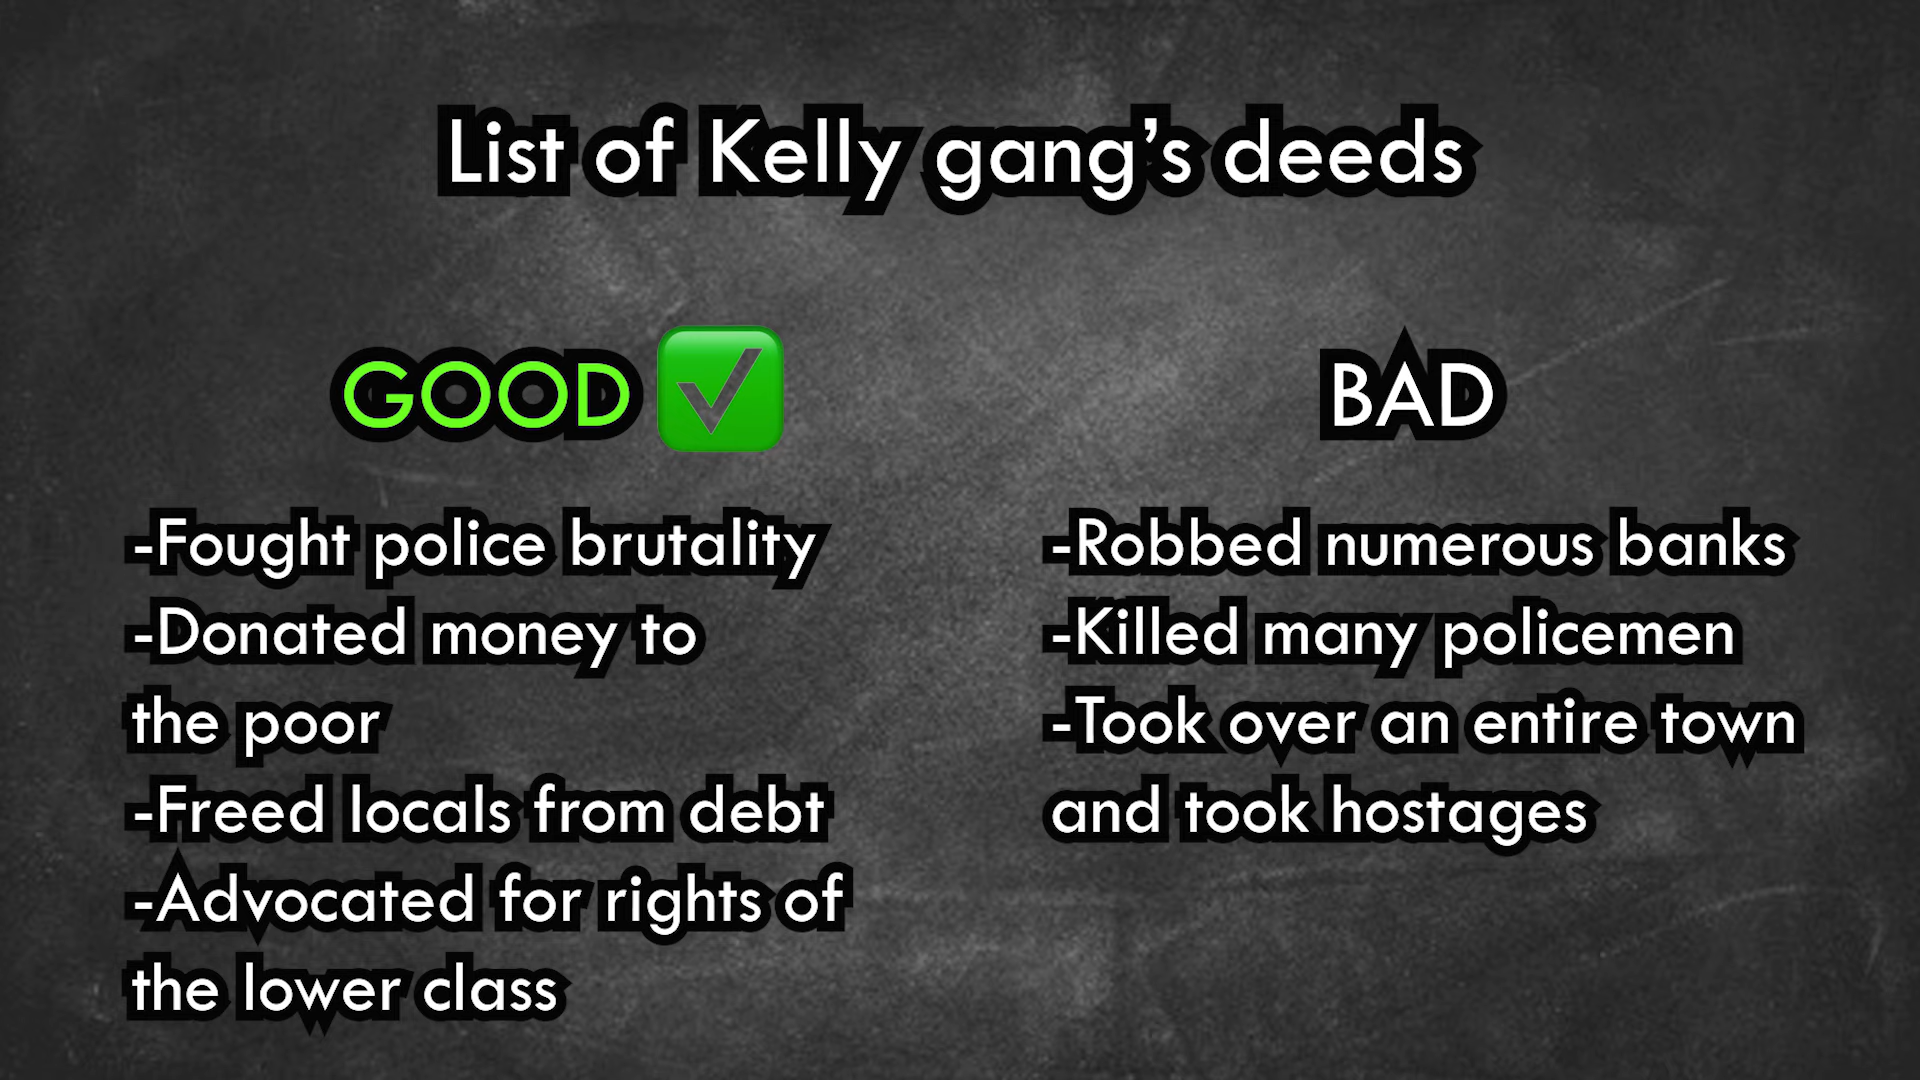 List of Kelly gang’s deeds
GOOD ✅
-Fought police brutality
-Donated money to
the poor
-Freed locals from debt
-Advocated for rights of
the lower class
BAD
-Robbed numerous banks
-Killed many policemen
-Took over an entire town
and took hostages